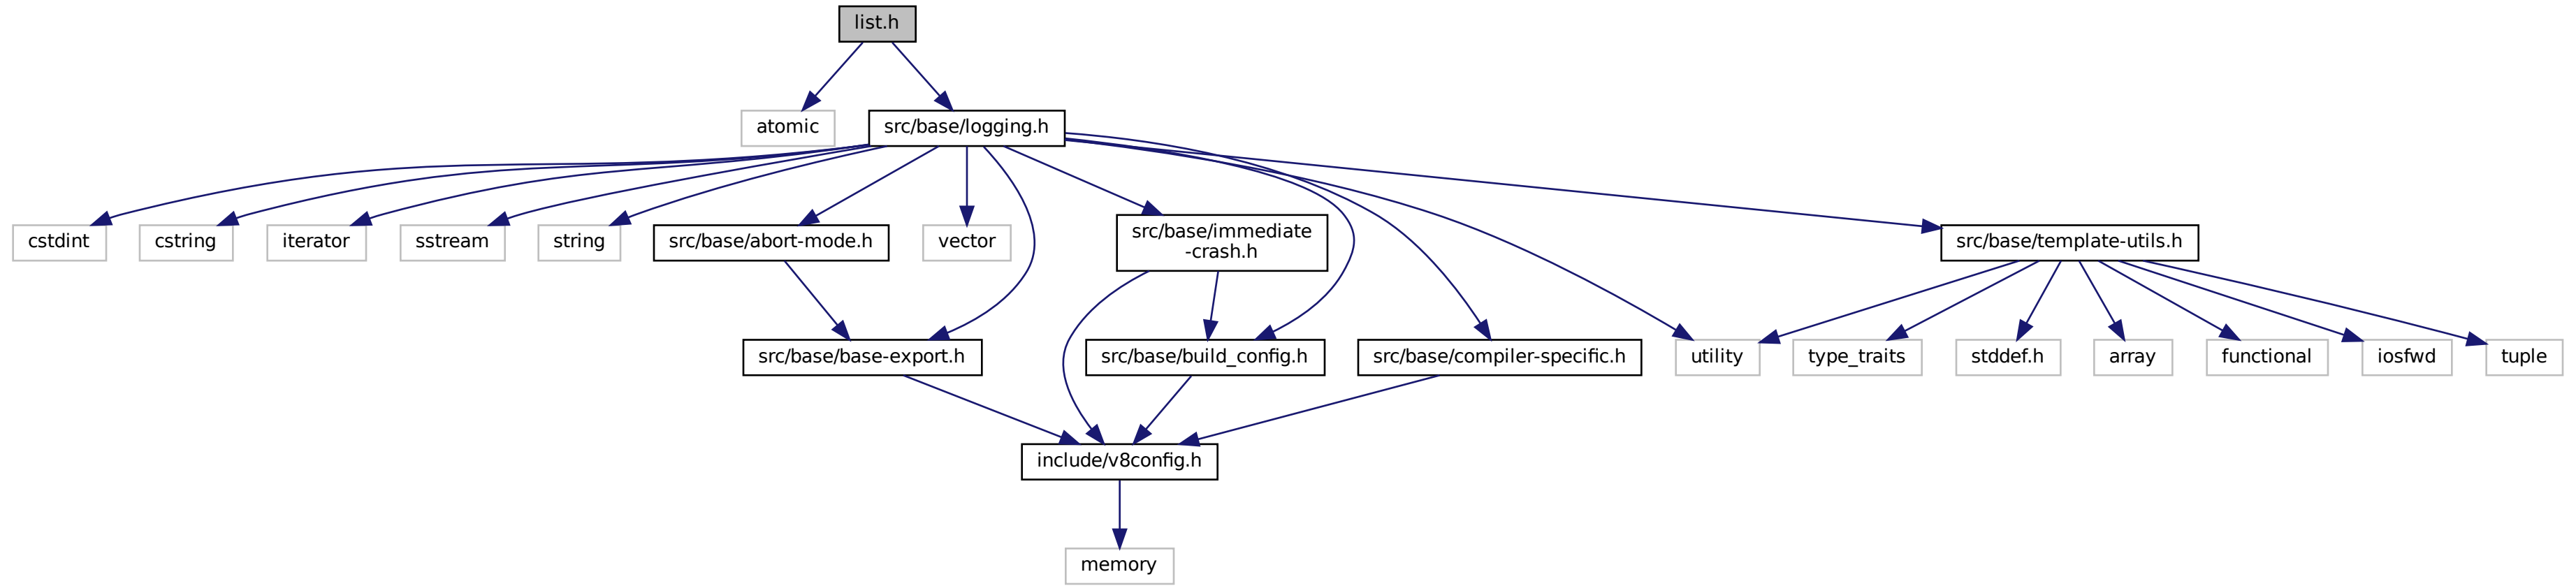 list.h
atomic
src/base/logging.h
cstdint
cstring
iterator
sstream
string
src/base/abort-mode.h
vector
src/base/immediate
-crash.h
src/base/template-utils.h
src/base/base-export.h
src/base/build_config.h
src/base/compiler-specific.h
utility
type_traits
stddef.h
array
functional
iosfwd
tuple
include/v8config.h
memory